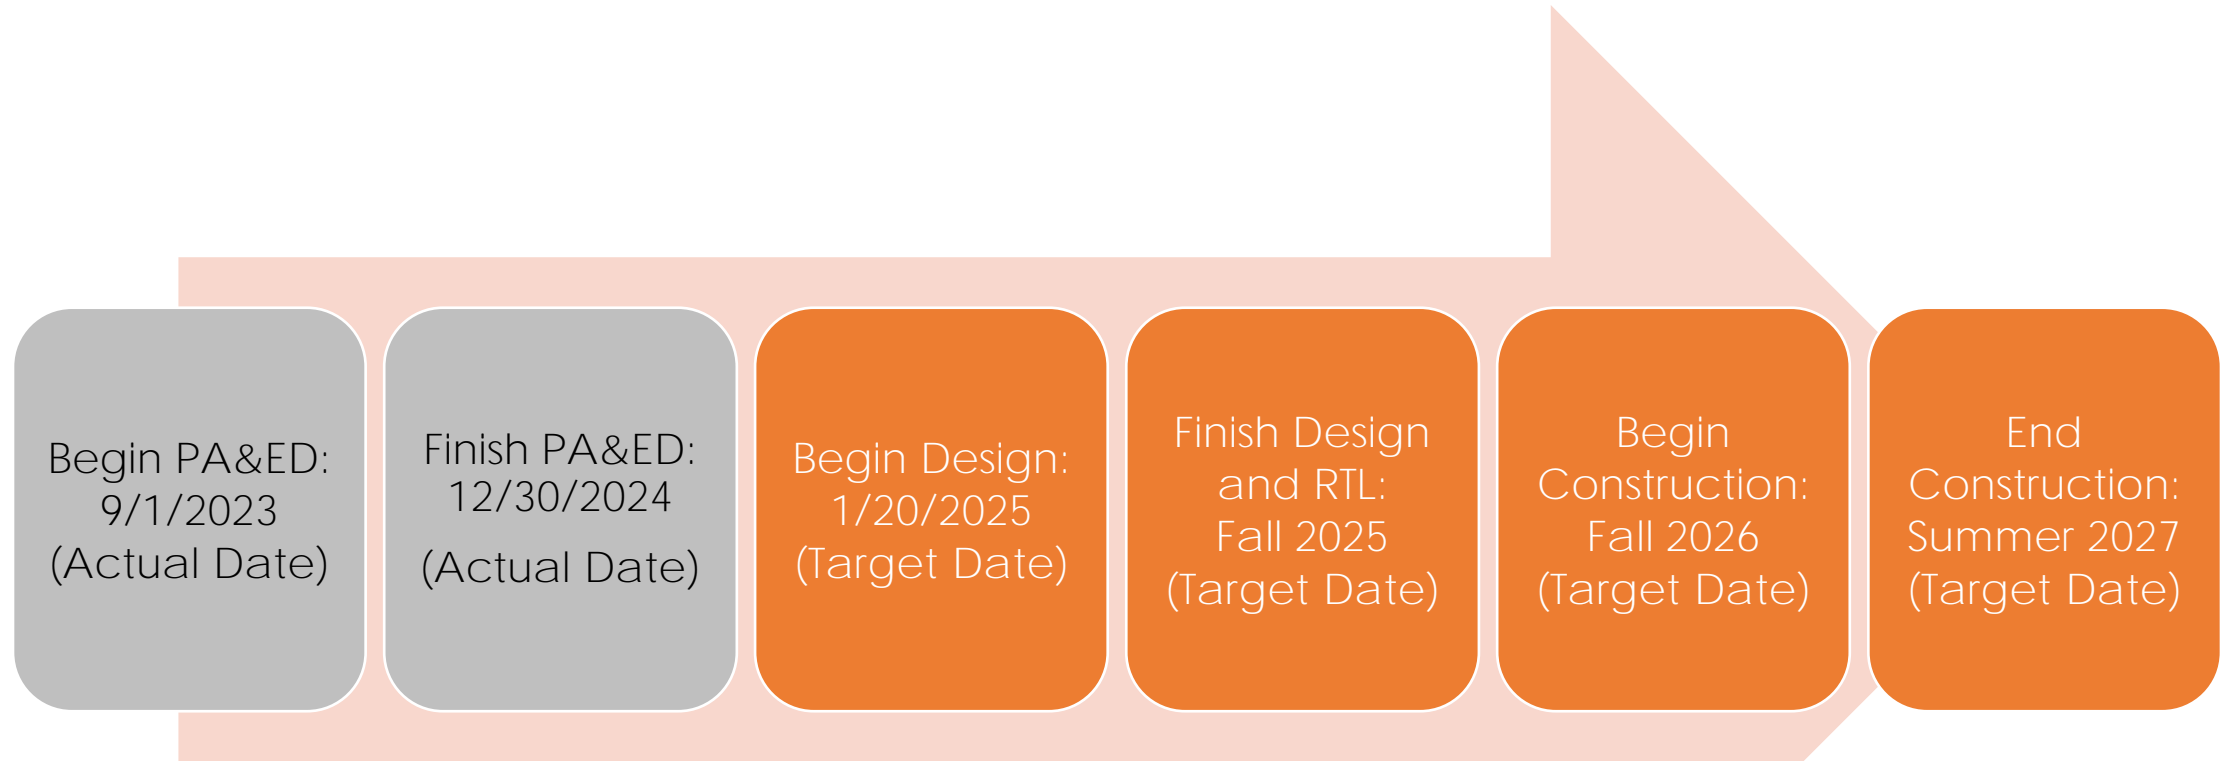 Begin PA&ED:
9/1/2023
(Actual Date)
Finish PA&ED:
12/30/2024
(Actual Date)
Begin Design:
1/20/2025
(Target Date)
Finish Design
and RTL:
Fall 2025
(Target Date)
Begin
Construction:
Fall 2026
(Target Date)
End
Construction:
Summer 2027
(Target Date)